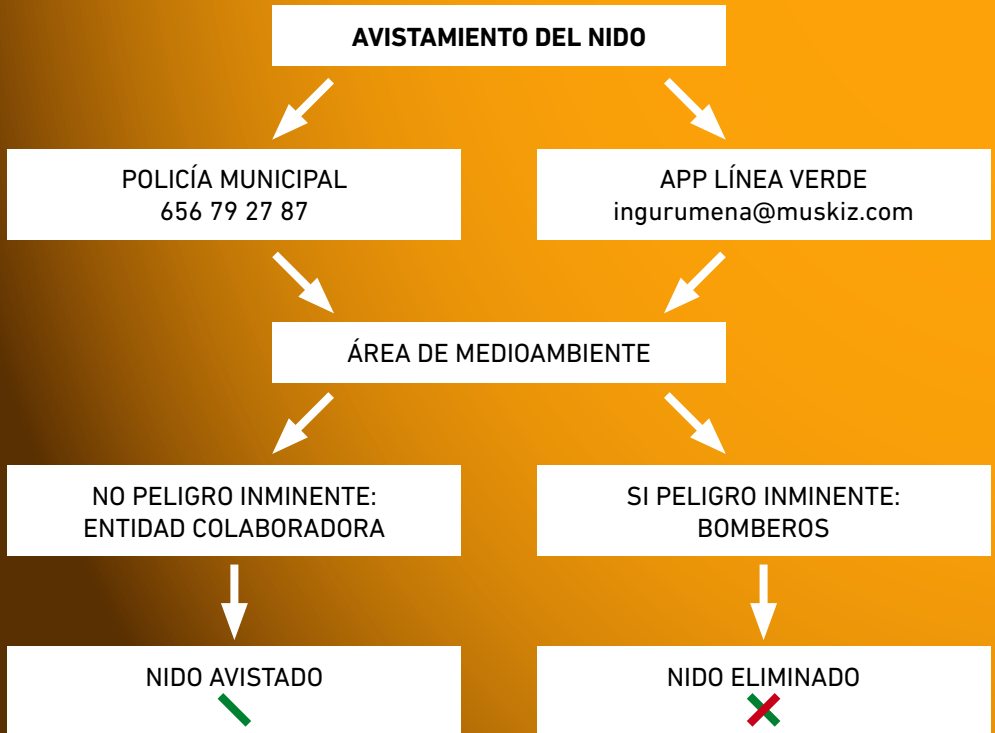 AVISTAMIENTO DEL NIDO
POLICÍA MUNICIPAL
656 79 27 87
APP LÍNEA VERDE
ingurumena@muskiz.com
ÁREA DE MEDIOAMBIENTE
NO PELIGRO INMINENTE:
ENTIDAD COLABORADORA
SI PELIGRO INMINENTE:
BOMBEROS
NIDO AVISTADO
NIDO ELIMINADO